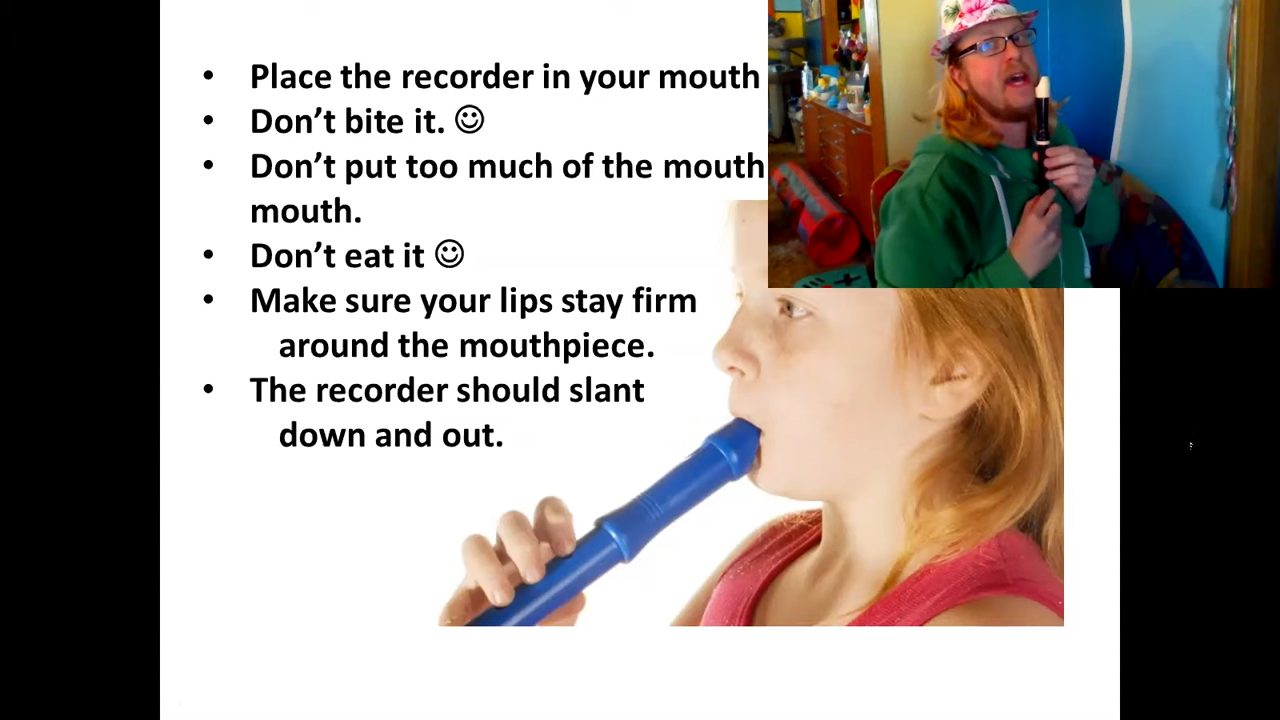 • Place the recorder in your mouth
• Don't bite it. ☺
• Don't put too much of the mouth
mouth.
• Don't eat it ☺
• Make sure your lips stay firm
around the mouthpiece.
• The recorder should slant
down and out.